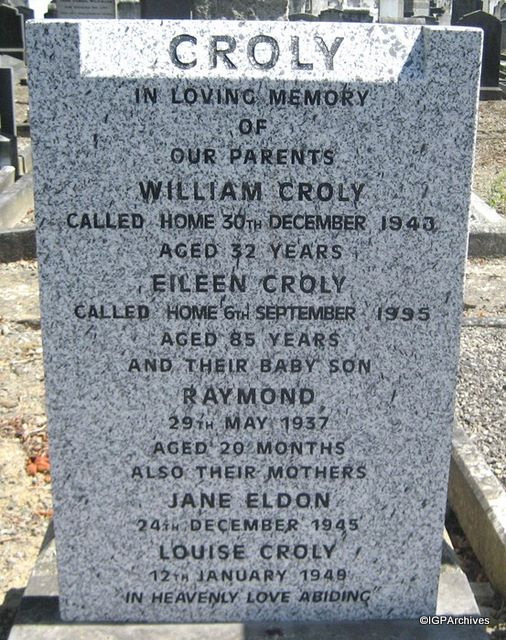 CROLY
IN LOVING MEMORY
OF
OUR PARENTS
WILLIAM CROLY
CALLED HOME 30TH DECEMBER 1943
AGED 32 YEARS
EILEEN CROLY
CALLED HOME 6TH SEPTEMBER 1995
AGED 85 YEARS
AND THEIR BABY SON
RAYMOND
29TH MAY 1937
AGED 20 MONTHS
ALSO THEIR MOTHERS
JANE ELDON
24TH DECEMBER 1945
LOUISE CROLY
12TH JANUARY 1949
IN HEAVENLY LOVE ABIDING
©IGPArchives